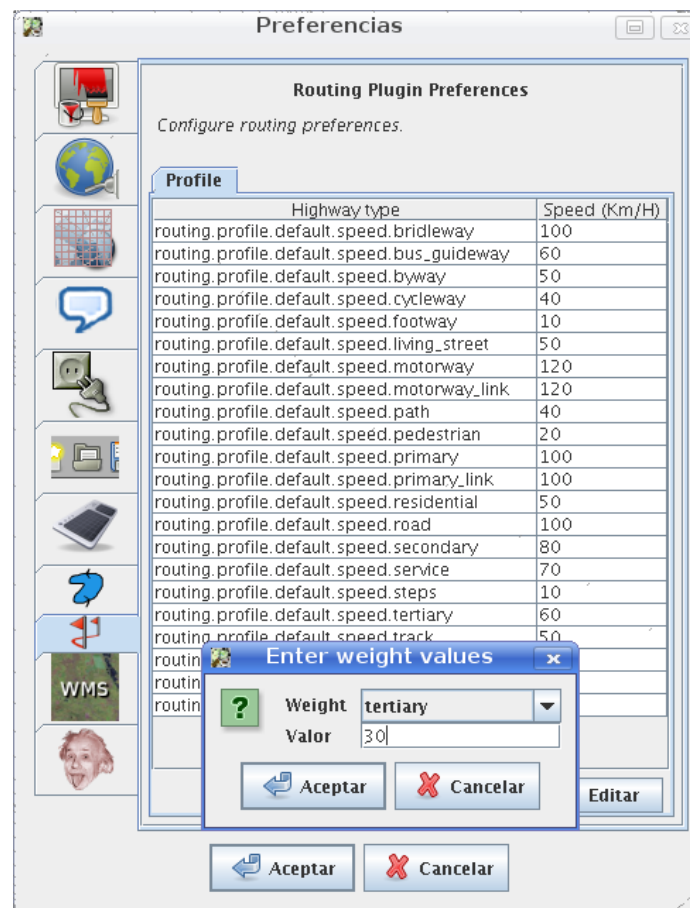 Preferencias
Routing Plugin Preferences
Configure routing preferences.
Profile
Highway type Speed (Km/H)
routing.profile.default.speed.bridleway 100
routing.profile.default.speed.bus_guideway 60
routing.profile.default.speed.byway 50
routing.profile.default.speed.cycleway 40
routing.profile.default.speed.footway 10
routing.profile.default.speed.living_street 50
routing.profile.default.speed.motorway 120
routing.profile.default.speed.motorway_link 120
routing.profile.default.speed.path 40
routing.profile.default.speed.pedestrian 20
routing.profile.default.speed.primary 100
routing.profile.default.speed.primary_link 100
routing.profile.default.speed.residential 50
routing.profile.default.speed.road 100
routing.profile.default.speed.secondary 80
routing.profile.default.speed.service 70
routing.profile.default.speed.steps 10
routing.profile.default.speed.tertiary 60
routing.profile.default.speed.track 50
routin
routin
routin
WMS
Enter weight values
Weight tertiary
Valor 30
Aceptar Cancelar
Editar
Aceptar Cancelar